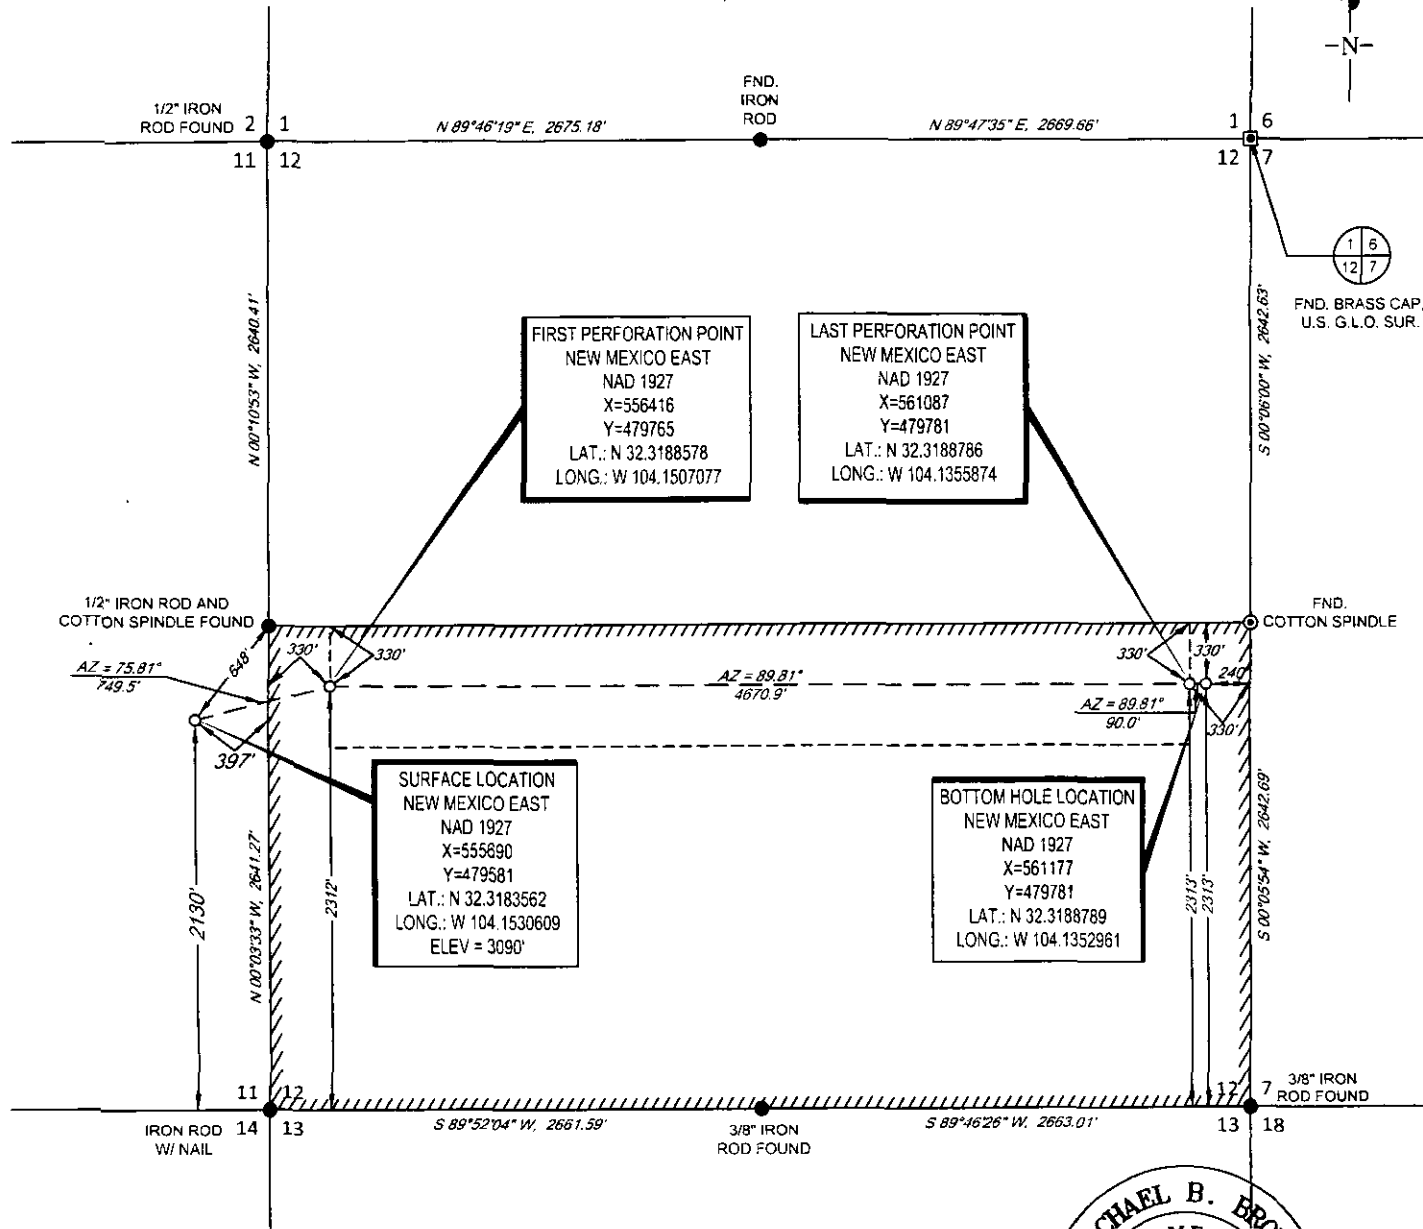 -N-
1/2" IRON
ROD FOUND
2 1
11 12
N 89°46'19" E, 2675.18'
FND.
IRON
ROD
N 89°47'35" E, 2669.66'
1 6
12 7
1 6
12 7
FND. BRASS CAP,
U.S. G.L.O. SUR.
N 00°10'53" W, 2640.41'
S 00°06'00" W, 2642.63'
FIRST PERFORATION POINT
NEW MEXICO EAST
NAD 1927
X=556416
Y=479765
LAT.: N 32.3188578
LONG.: W 104.1507077
LAST PERFORATION POINT
NEW MEXICO EAST
NAD 1927
X=561087
Y=479781
LAT.: N 32.3188786
LONG.: W 104.1355874
1/2" IRON ROD AND
COTTON SPINDLE FOUND
FND.
COTTON SPINDLE
648'
330'
330'
330'
330'
240'
AZ = 75.81°
749.5'
AZ = 89.81°
4670.9'
AZ = 89.81°
90.0'
330'
397'
SURFACE LOCATION
NEW MEXICO EAST
NAD 1927
X=555690
Y=479581
LAT.: N 32.3183562
LONG.: W 104.1530609
ELEV = 3090'
BOTTOM HOLE LOCATION
NEW MEXICO EAST
NAD 1927
X=561177
Y=479781
LAT.: N 32.3188789
LONG.: W 104.1352961
2130'
N 00°03'33" W, 2641.27'
2312'
2313'
2313'
S 00°05'54" W, 2642.69'
11 12
14 13
IRON ROD
W/ NAIL
S 89°52'04" W, 2661.59'
3/8" IRON
ROD FOUND
S 89°46'26" W, 2663.01'
12 7
13 18
3/8" IRON
ROD FOUND
CHAEL B. BRO